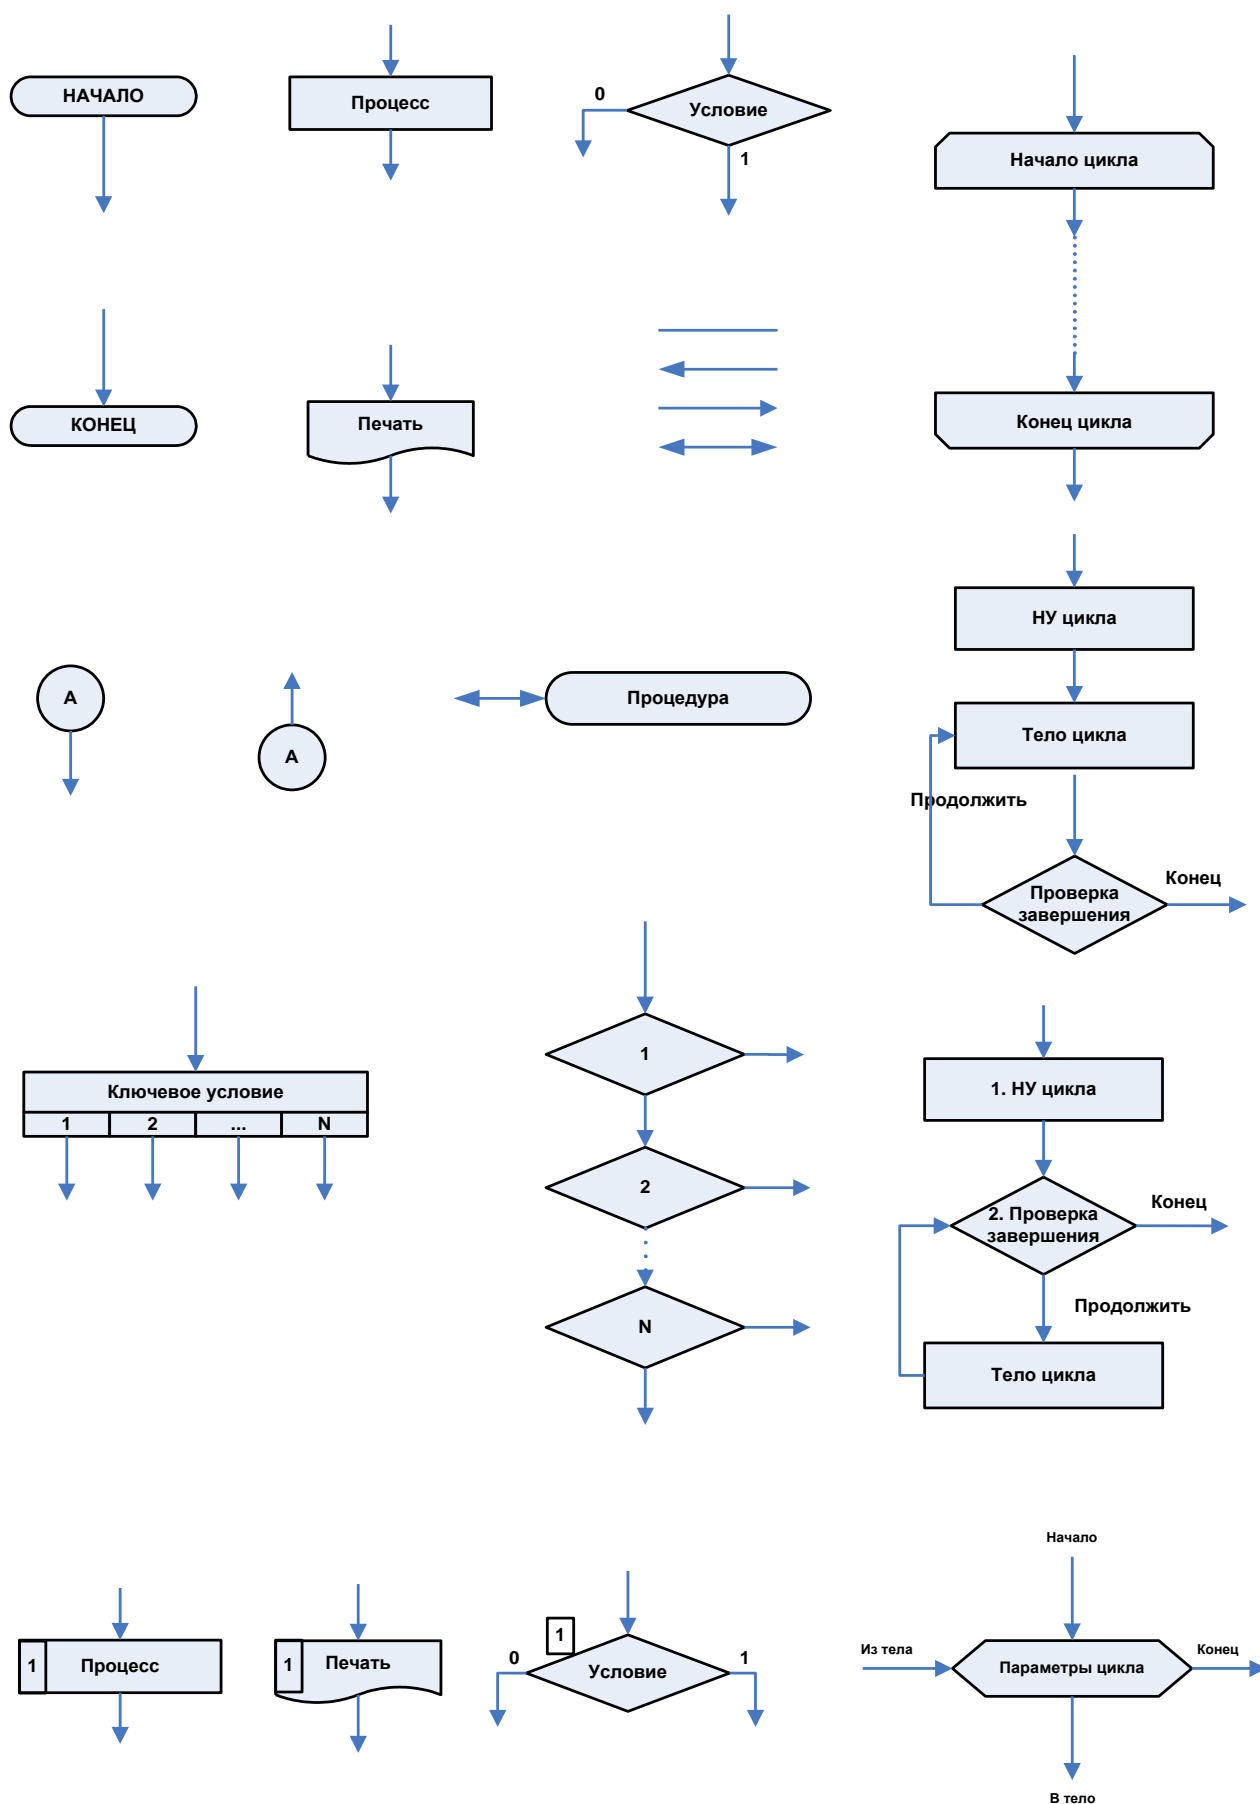 НАЧАЛО
Процесс
0
Условие
1
Начало цикла
КОНЕЦ
Печать
Конец цикла
А
А
Процедура
НУ цикла
Тело цикла
Продолжить
Проверка
завершения
Конец
Ключевое условие
1
2
...
N
1
2
N
1. НУ цикла
2. Проверка
завершения
Конец
Продолжить
Тело цикла
1
Процесс
1
Печать
1
0
Условие
1
Начало
Из тела
Параметры цикла
Конец
В тело